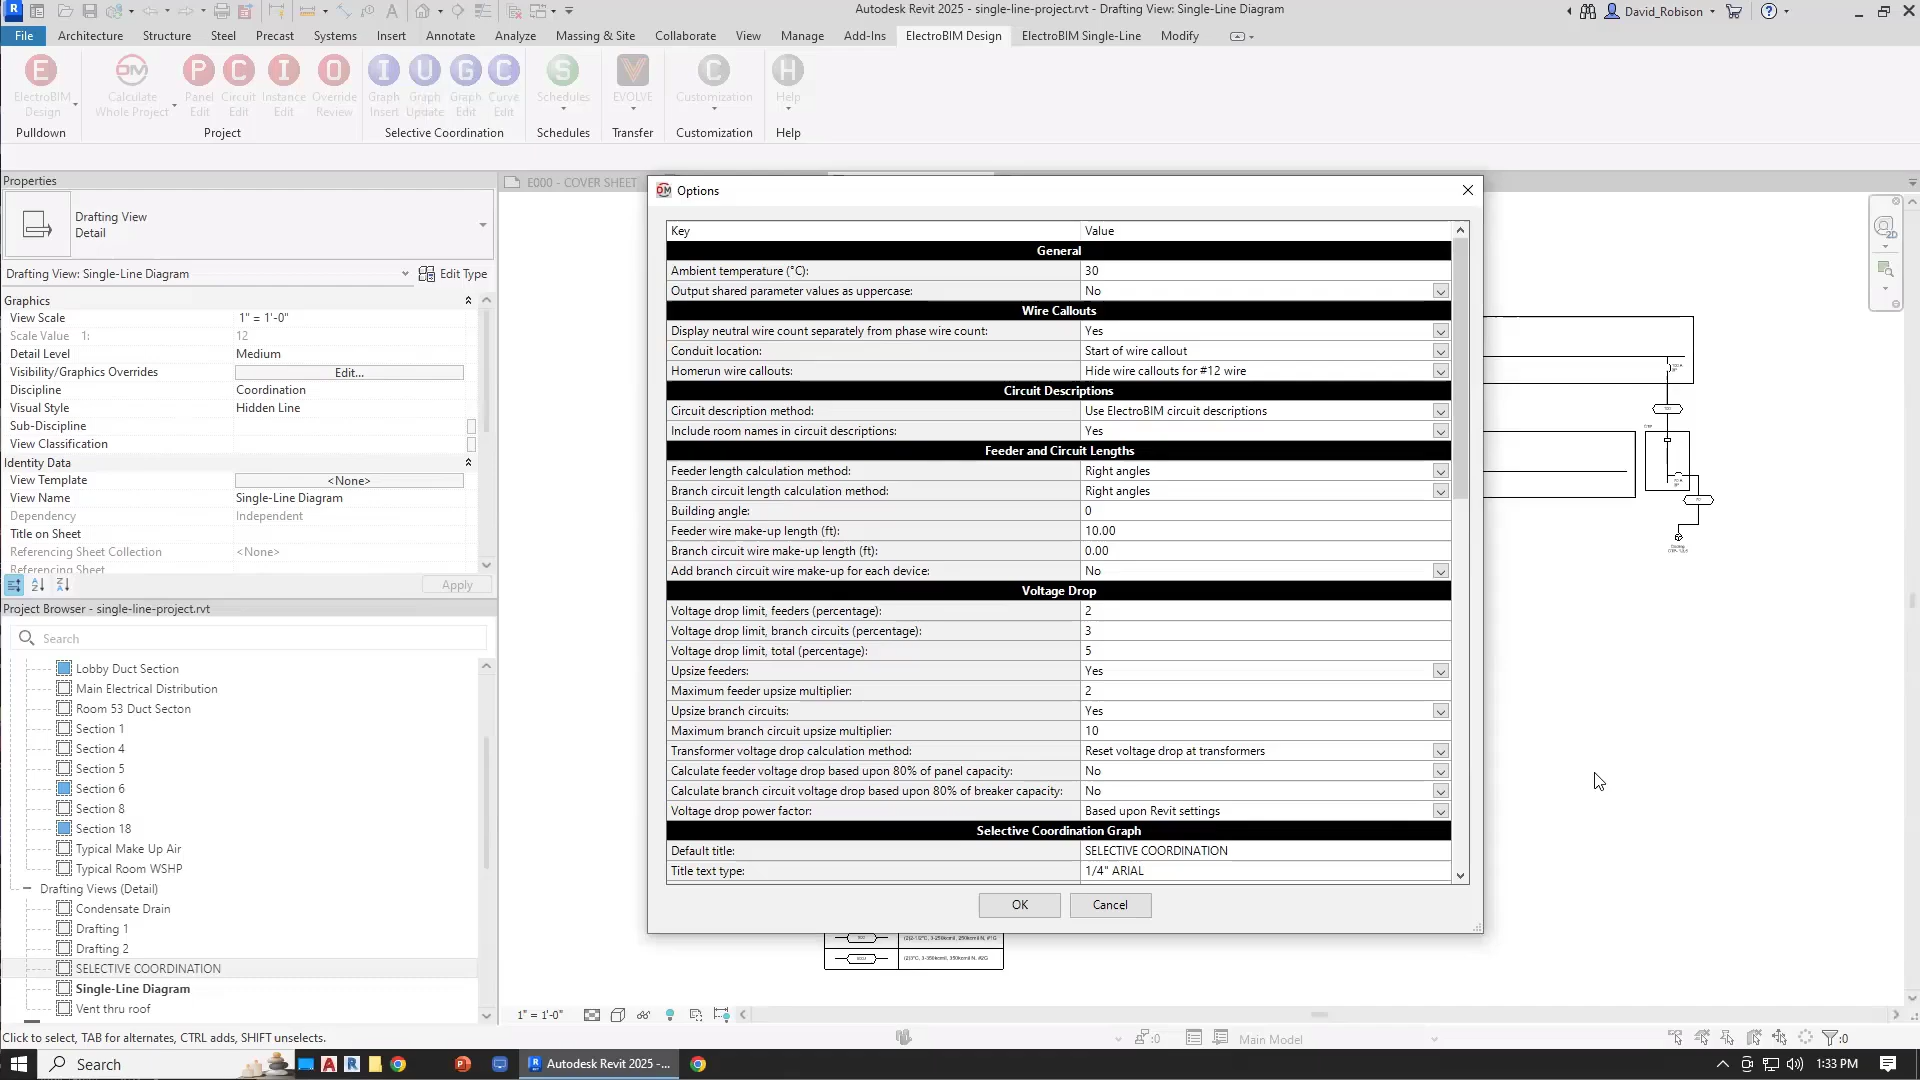 Autodesk Revit 2025 - single-line-project.rvt - Drafting View: Single-Line Diagram
David_Robison
File Architecture Structure Steel Precast Systems Insert Annotate Analyze Massing & Site Collaborate View Manage Add-Ins ElectroBIM Design ElectroBIM Single-Line Modify
ElectroBIM Design
Calculate Whole Project
Panel Edit
Circuit Edit
Instance Edit
Override Review
Graph Insert
Graph Update
Graph Edit
Curve Edit
Schedules
EVOLVE
Customization
Help
Pulldown Project Selective Coordination Schedules Transfer Customization Help
Properties
E000 - COVER SHEET
Drafting View
Detail
Drafting View: Single-Line Diagram Edit Type
Graphics
View Scale 1" = 1'-0"
Scale Value 1: 12
Detail Level Medium
Visibility/Graphics Overrides Edit...
Discipline Coordination
Visual Style Hidden Line
Sub-Discipline
View Classification
Identity Data
View Template <None>
View Name Single-Line Diagram
Dependency Independent
Title on Sheet
Referencing Sheet Collection <None>
Referencing Sheet
Apply
Project Browser - single-line-project.rvt
Search
Lobby Duct Section
Main Electrical Distribution
Room 53 Duct Secton
Section 1
Section 4
Section 5
Section 6
Section 8
Section 18
Typical Make Up Air
Typical Room WSHP
Drafting Views (Detail)
Condensate Drain
Drafting 1
Drafting 2
SELECTIVE COORDINATION
Single-Line Diagram
Vent thru roof
Options
Key Value
General
Ambient temperature (°C): 30
Output shared parameter values as uppercase: No
Wire Callouts
Display neutral wire count separately from phase wire count: Yes
Conduit location: Start of wire callout
Homerun wire callouts: Hide wire callouts for #12 wire
Circuit Descriptions
Circuit description method: Use ElectroBIM circuit descriptions
Include room names in circuit descriptions: Yes
Feeder and Circuit Lengths
Feeder length calculation method: Right angles
Branch circuit length calculation method: Right angles
Building angle: 0
Feeder wire make-up length (ft): 10.00
Branch circuit wire make-up length (ft): 0.00
Add branch circuit wire make-up for each device: No
Voltage Drop
Voltage drop limit, feeders (percentage): 2
Voltage drop limit, branch circuits (percentage): 3
Voltage drop limit, total (percentage): 5
Upsize feeders: Yes
Maximum feeder upsize multiplier: 2
Upsize branch circuits: Yes
Maximum branch circuit upsize multiplier: 10
Transformer voltage drop calculation method: Reset voltage drop at transformers
Calculate feeder voltage drop based upon 80% of panel capacity: No
Calculate branch circuit voltage drop based upon 80% of breaker capacity: No
Voltage drop power factor: Based upon Revit settings
Selective Coordination Graph
Default title: SELECTIVE COORDINATION
Title text type: 1/4" ARIAL
OK Cancel
1" = 1'-0"
Click to select, TAB for alternates, CTRL adds, SHIFT unselects.
:0 Main Model :0
Search Autodesk Revit 2025 -... 1:33 PM